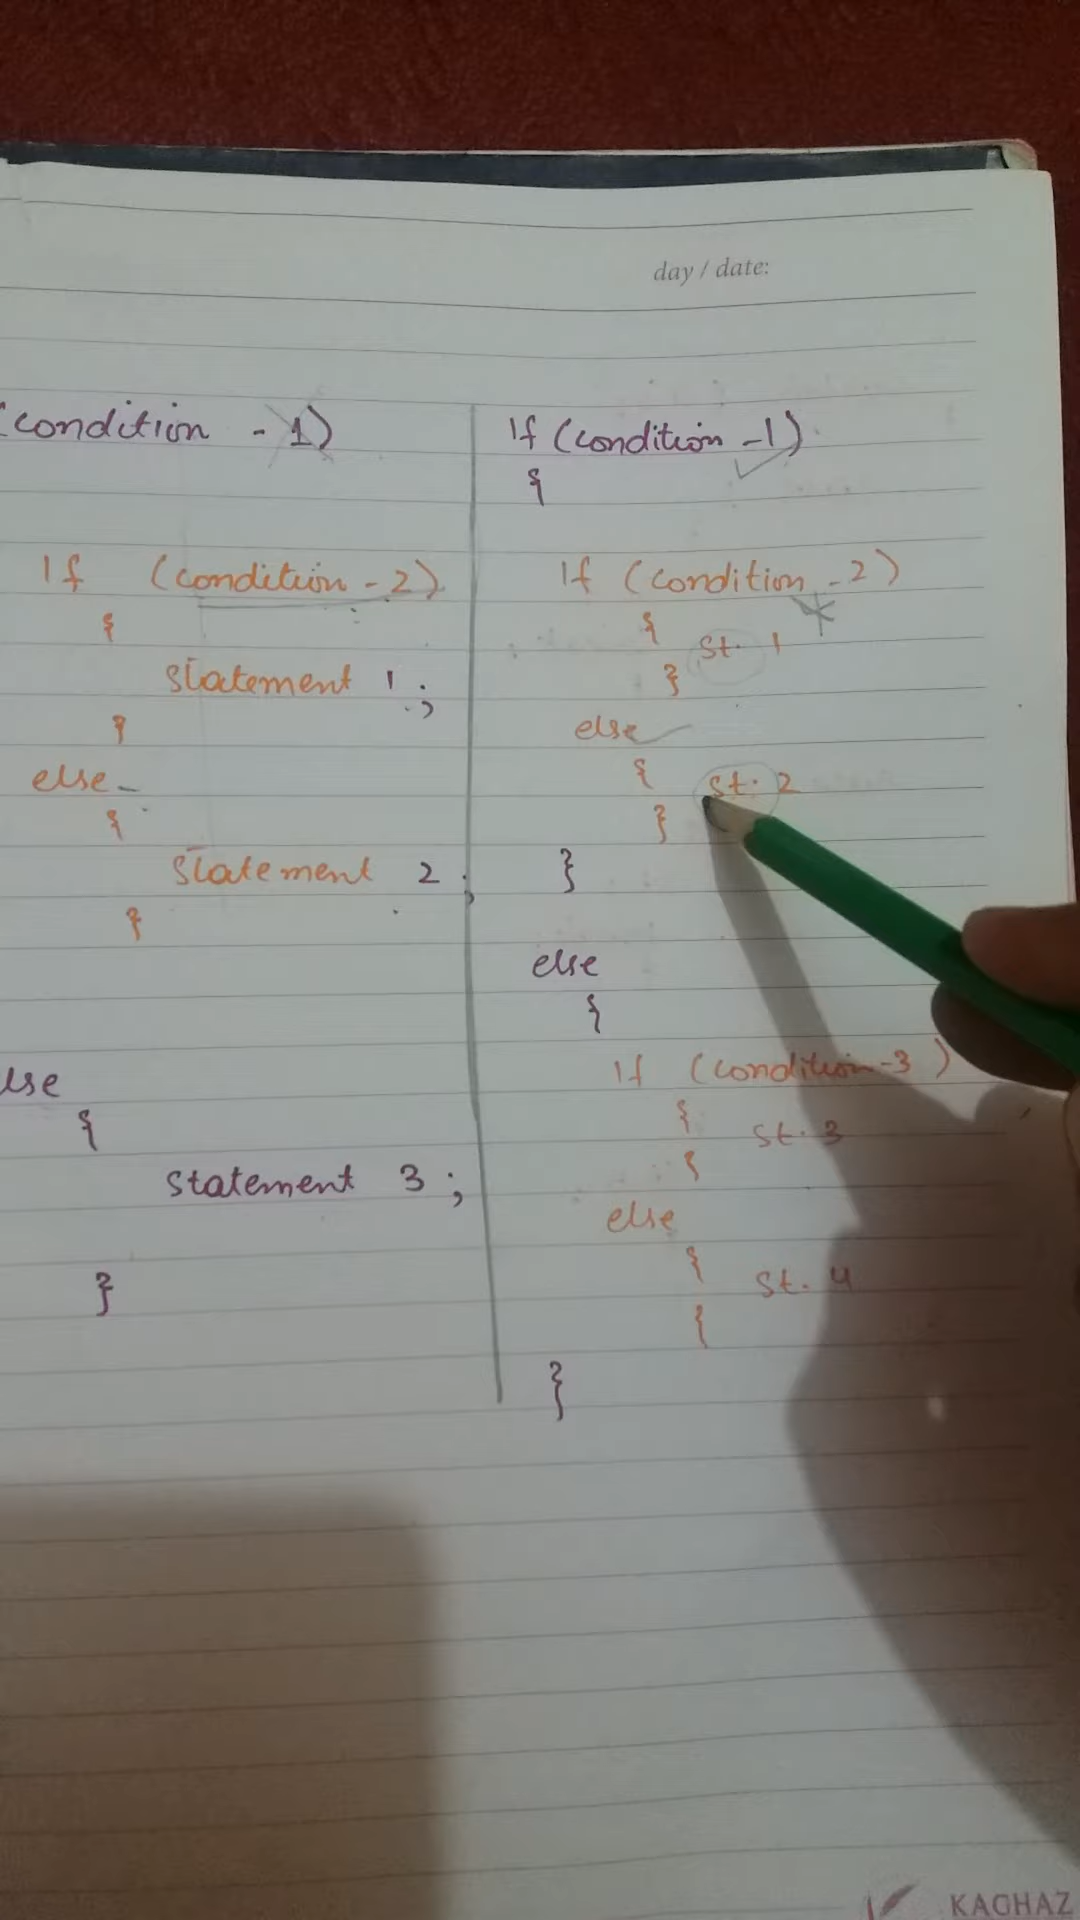 day / date:
(condition - 1)
If (condition - 2)
{
statement 1;
}
else
{
statement 2;
}
lse
{
statement 3;
}
If (condition - 1)
{
If (condition - 2)
{
st. 1
}
else
{ st. 2
}
}
else
{
If (condition - 3)
{
st. 3
}
else
{ st. 4
{
}
KAGHAZ